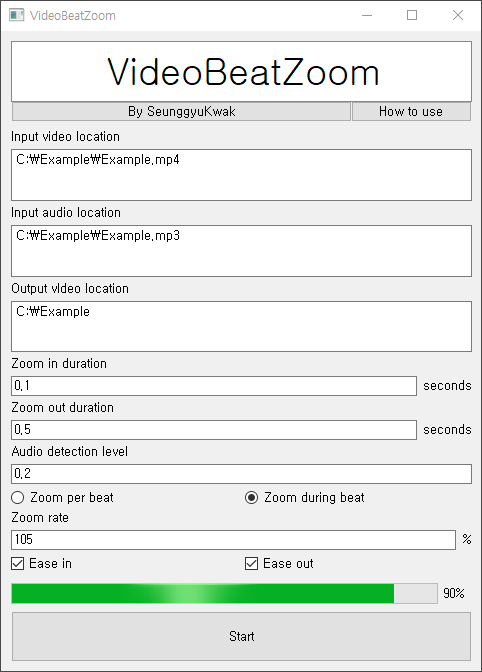 VideoBeatZoom
VideoBeatZoom
By SeunggyuKwak
How to use
Input video location
C:₩Example₩Example.mp4
Input audio location
C:₩Example₩Example.mp3
Output video location
C:₩Example
Zoom in duration
0.1 seconds
Zoom out duration
0.5 seconds
Audio detection level
0.2
Zoom per beat
Zoom during beat
Zoom rate
105 %
Ease in
Ease out
90%
Start